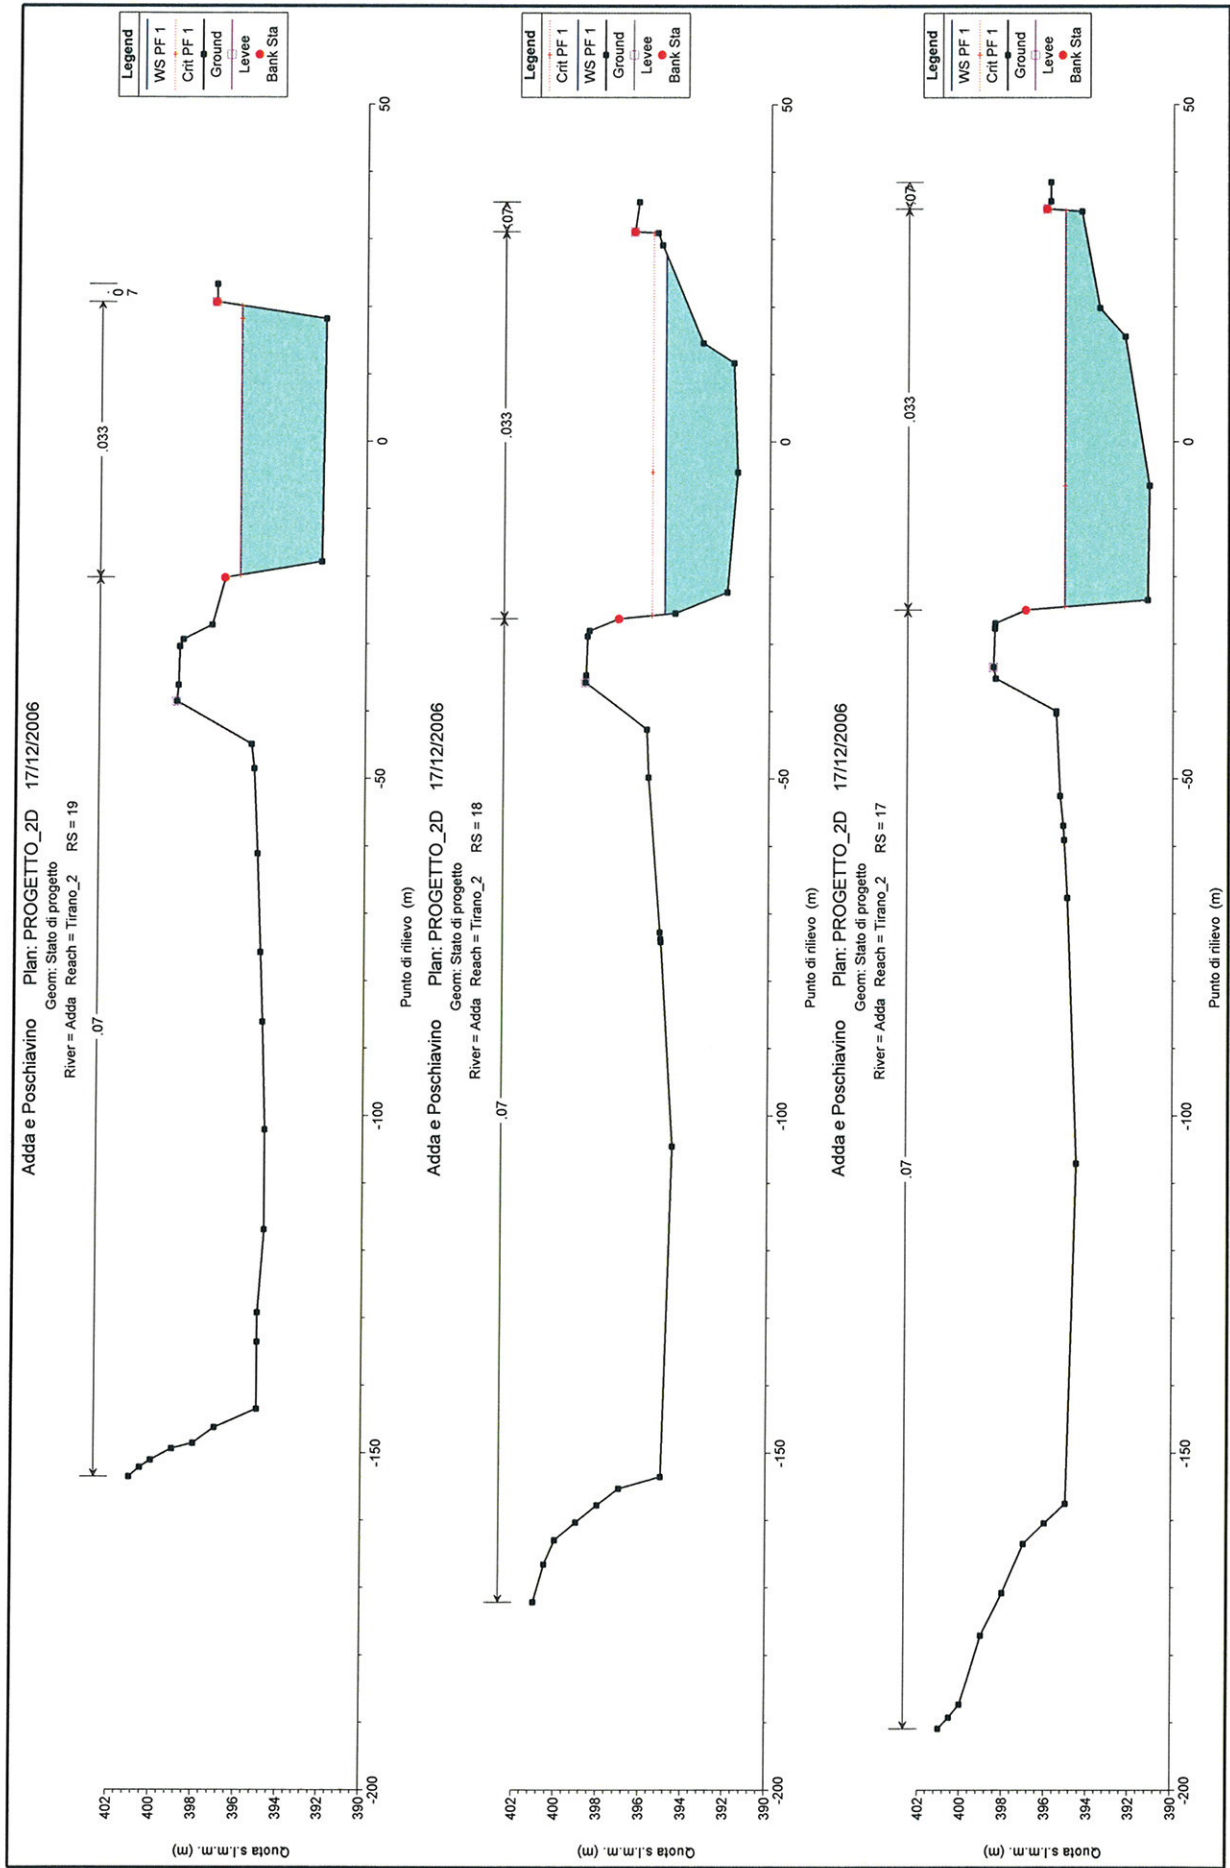 Adda e Poschiavino Plan: PROGETTO_2D 17/12/2006
Geom: Stato di progetto
River = Adda Reach = Tirano_2 RS = 19
.07
.033
.07
Legend
WS PF 1
Crit PF 1
Ground
Levee
Bank Sta
402
400
398
396
394
392
390
Quota s.l.m.m. (m)
-200
-150
-100
-50
0
50
Punto di rilievo (m)
Adda e Poschiavino Plan: PROGETTO_2D 17/12/2006
Geom: Stato di progetto
River = Adda Reach = Tirano_2 RS = 18
.07
.033
.07
Legend
Crit PF 1
WS PF 1
Ground
Levee
Bank Sta
402
400
398
396
394
392
390
Quota s.l.m.m. (m)
-200
-150
-100
-50
0
50
Punto di rilievo (m)
Adda e Poschiavino Plan: PROGETTO_2D 17/12/2006
Geom: Stato di progetto
River = Adda Reach = Tirano_2 RS = 17
.07
.033
.07
Legend
WS PF 1
Crit PF 1
Ground
Levee
Bank Sta
402
400
398
396
394
392
390
Quota s.l.m.m. (m)
-200
-150
-100
-50
0
50
Punto di rilievo (m)